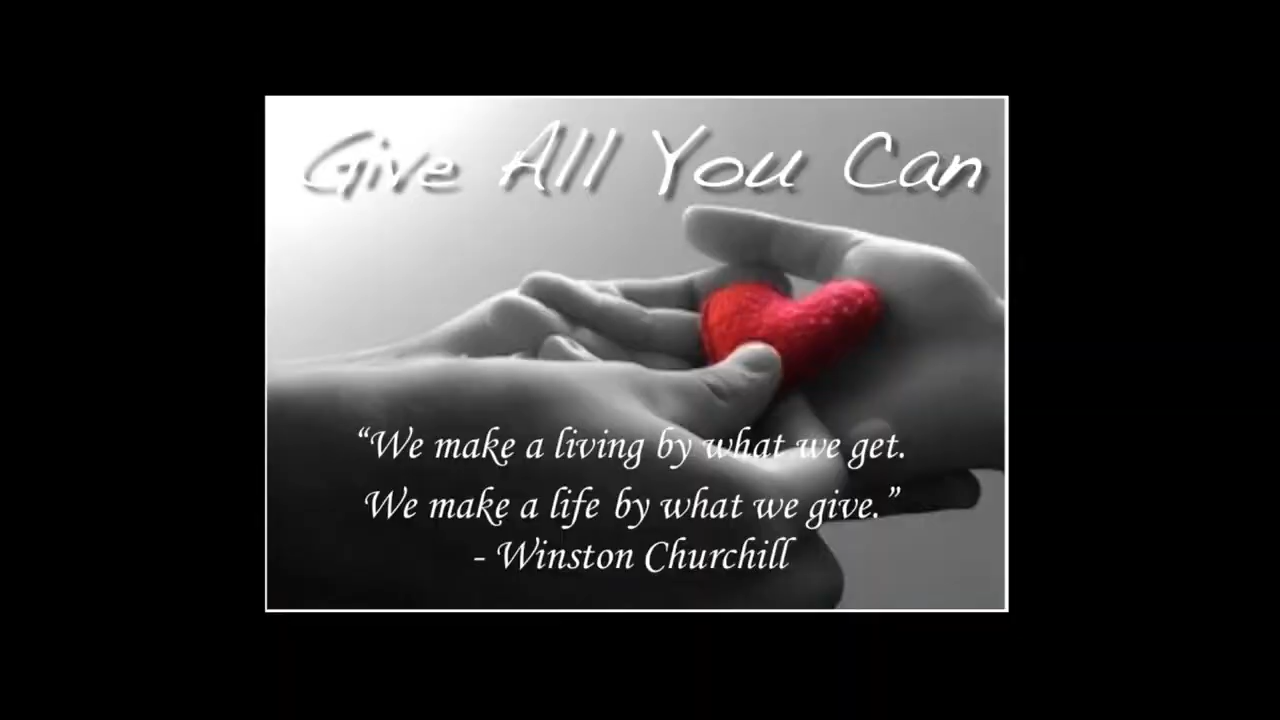 Give All You Can
“We make a living by what we get.
We make a life by what we give.”
- Winston Churchill